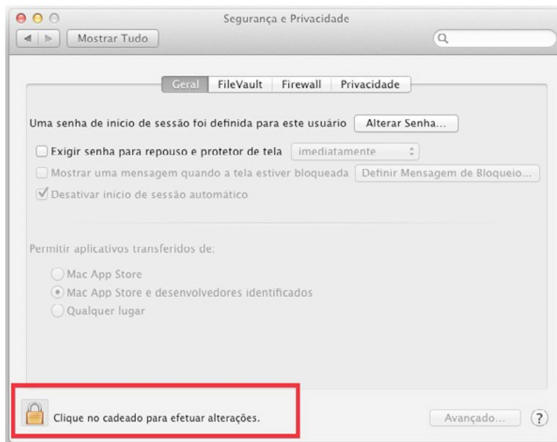 Segurança e Privacidade
Mostrar Tudo
Geral FileVault Firewall Privacidade
Uma senha de início de sessão foi definida para este usuário Alterar Senha...
Exigir senha para repouso e protetor de tela imediatamente
Mostrar uma mensagem quando a tela estiver bloqueada Definir Mensagem de Bloqueio...
Desativar início de sessão automático
Permitir aplicativos transferidos de:
Mac App Store
Mac App Store e desenvolvedores identificados
Qualquer lugar
Clique no cadeado para efetuar alterações. Avançado... ?